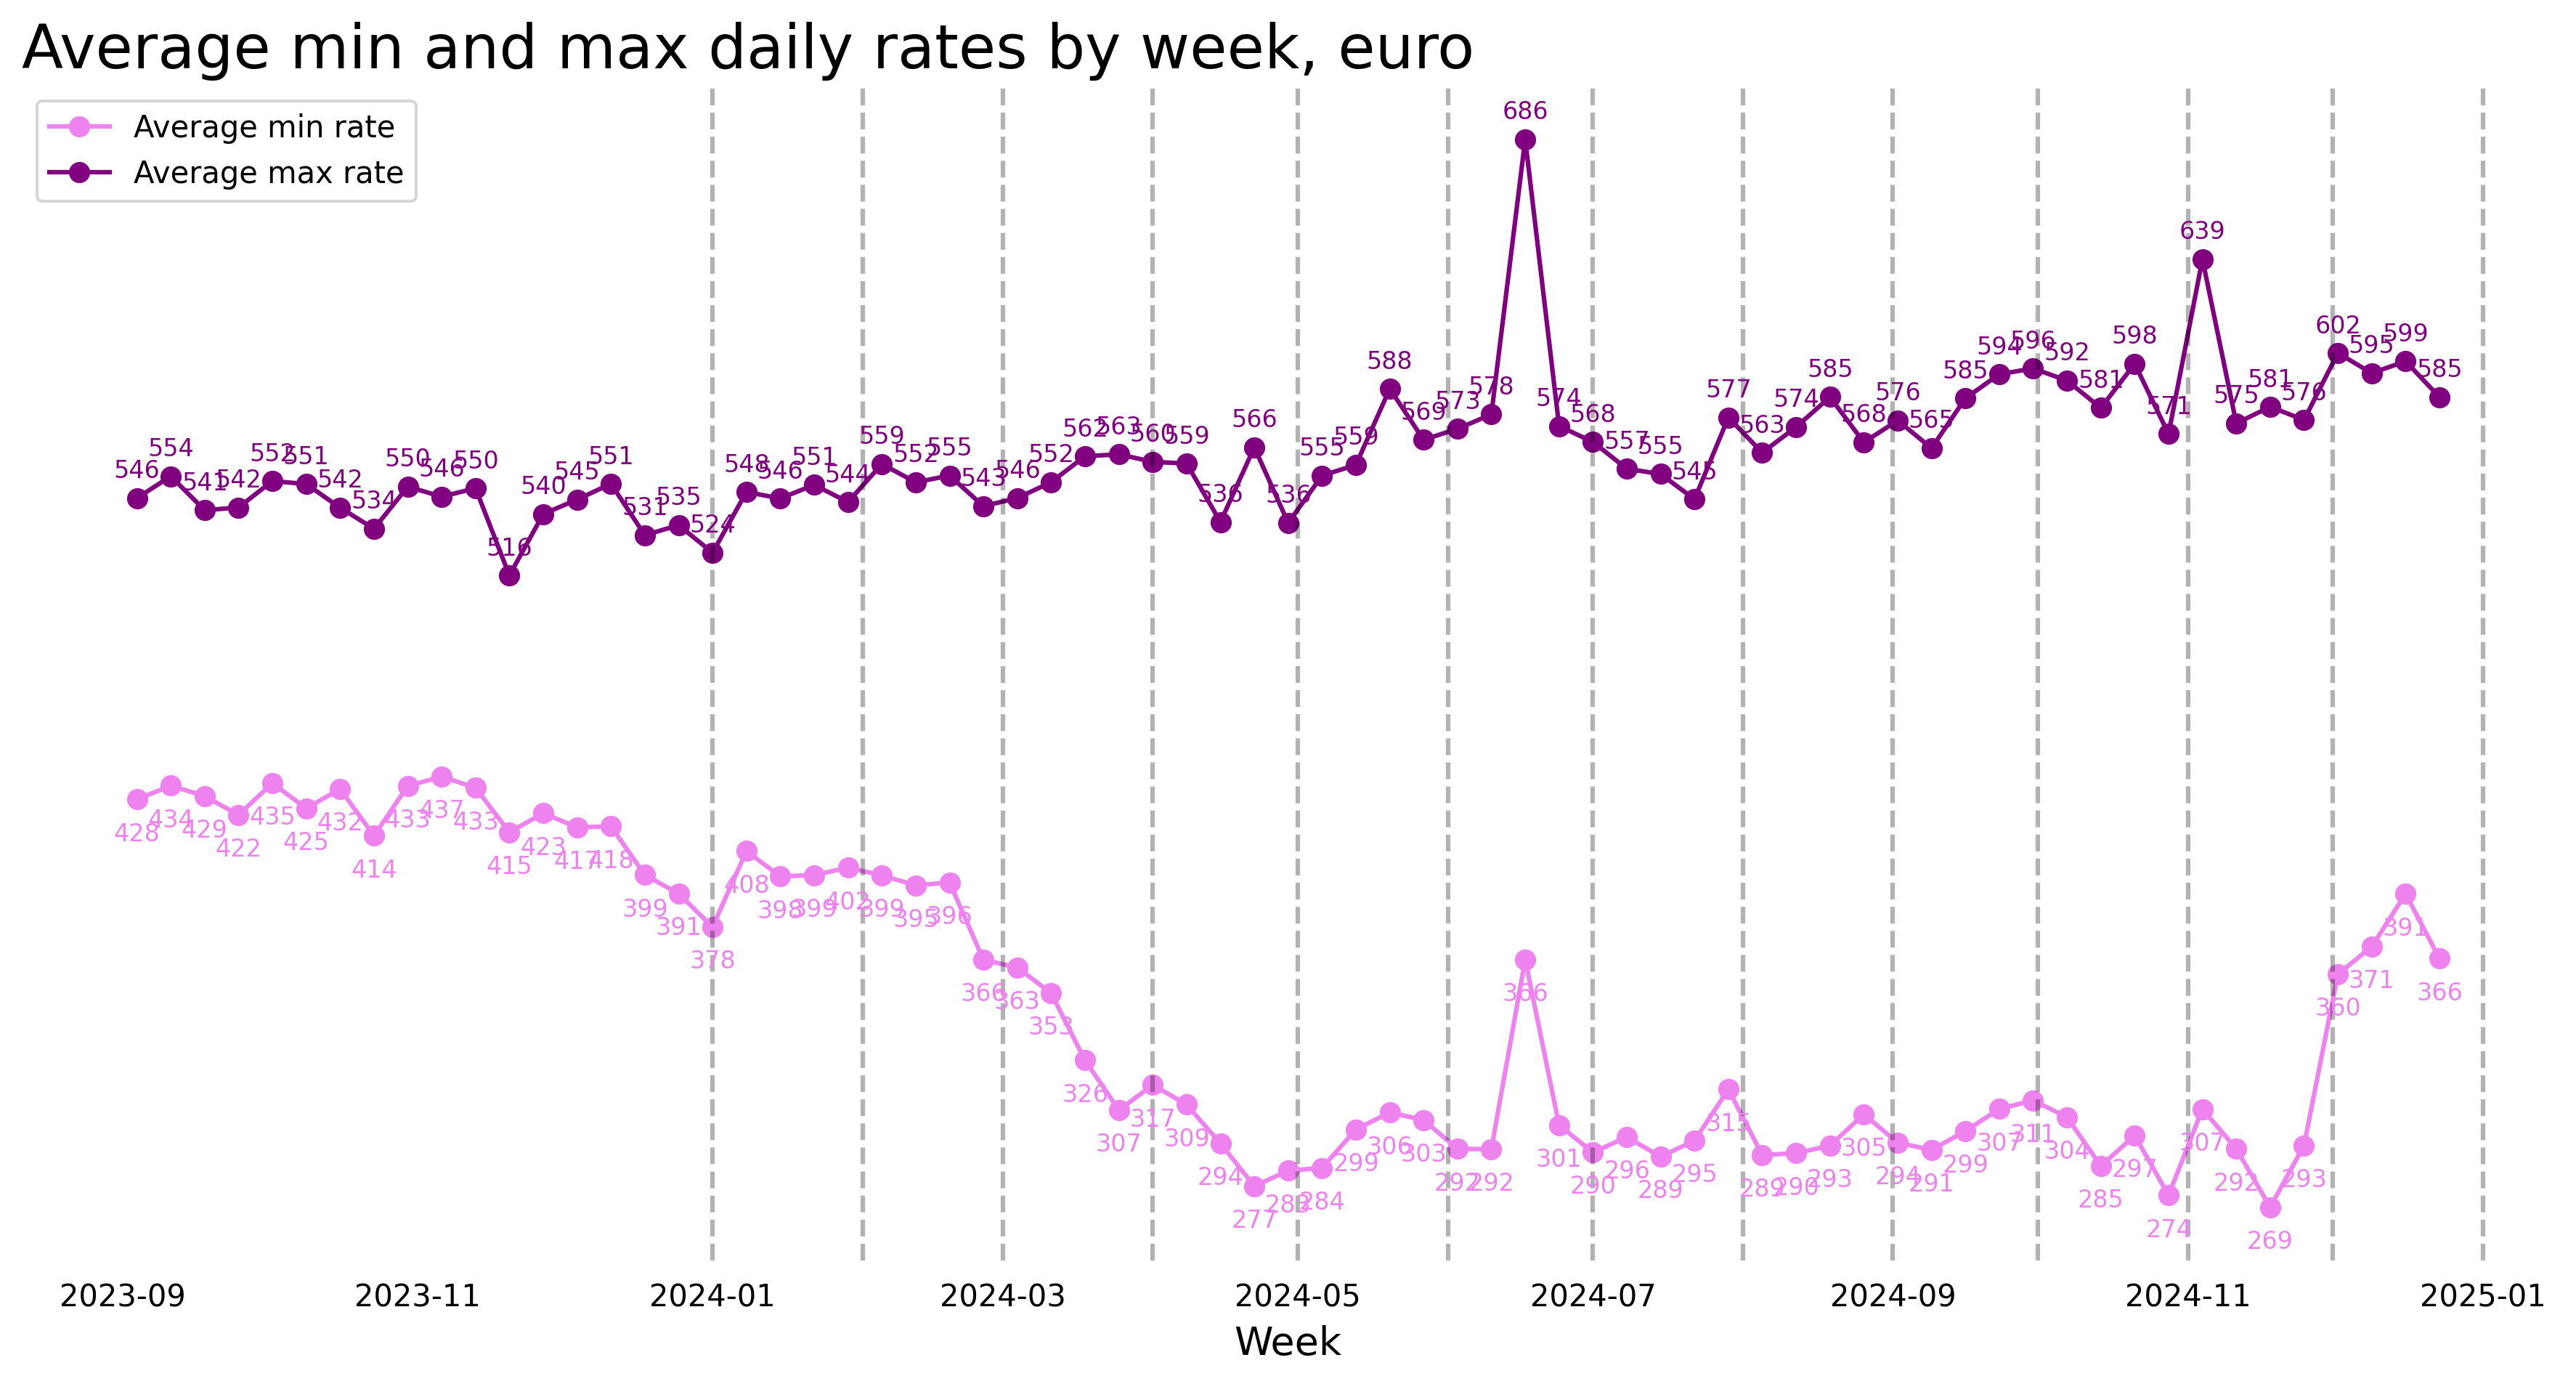 Average min and max daily rates by week, euro
Average min rate
Average max rate
546 554 541 542 552 551 542 534 550 546 550 516 540 545 551 531 535 524 548 546 551 544 559 552 555 543 546 552 562 563 560 559 536 566 536 555 559 588 569 573 578 686 574 568 557 555 545 577 563 574 585 568 576 565 585 594 596 592 581 598 571 639 575 581 576 602 595 599 585
428 434 429 422 435 425 432 414 433 437 433 415 423 417 418 399 391 378 408 398 399 402 399 395 396 366 363 353 326 307 317 309 294 277 283 284 299 306 303 292 292 366 301 290 296 289 295 315 289 290 293 305 294 291 299 307 311 304 285 297 274 307 292 269 293 360 371 391 366
2023-09 2023-11 2024-01 2024-03 2024-05 2024-07 2024-09 2024-11 2025-01
Week